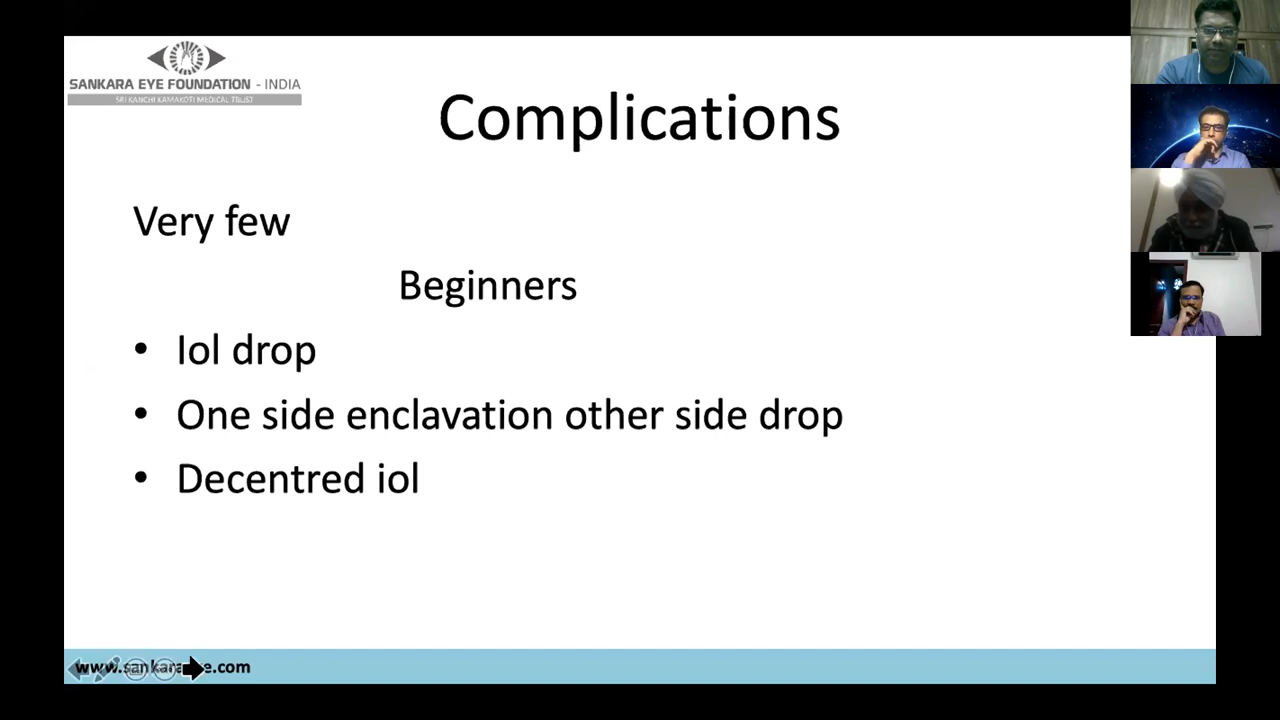 SANKARA EYE FOUNDATION - INDIA
SRI KANCHI KAMAKOTI MEDICAL TRUST
Complications
Very few
Beginners
• Iol drop
• One side enclavation other side drop
• Decentred iol
www.sankaraeye.com